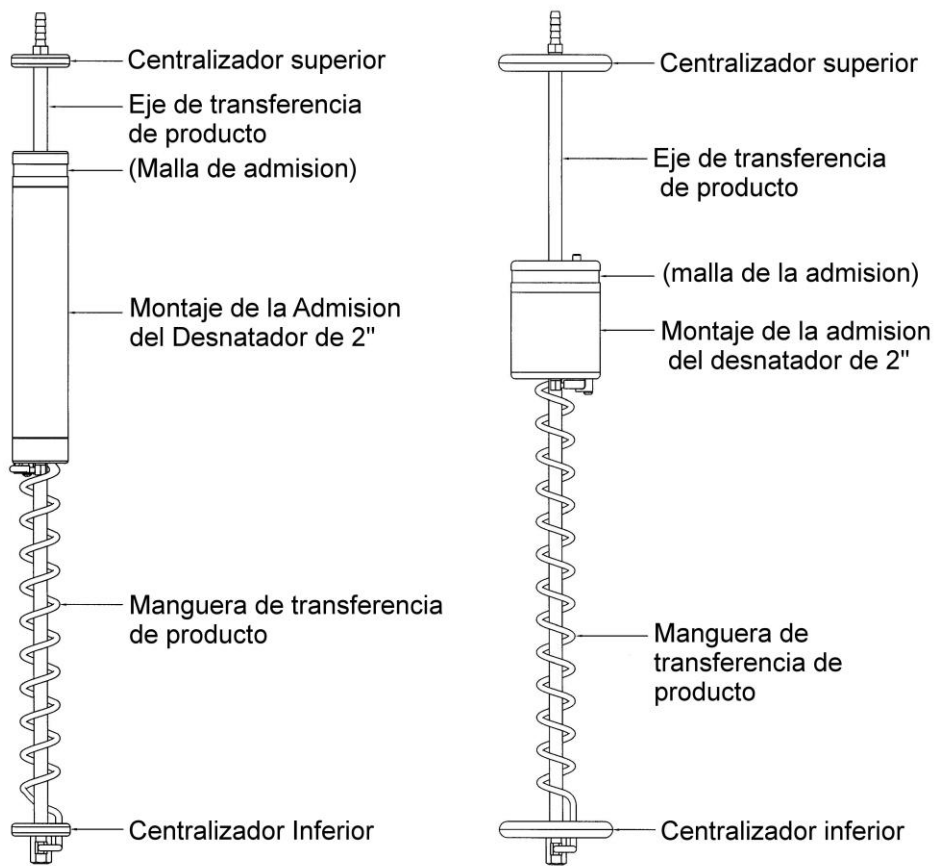 Centralizador superior
Eje de transferencia
de producto
(Malla de admision)
Montaje de la Admision
del Desnatador de 2"
Manguera de transferencia
de producto
Centralizador Inferior
Centralizador superior
Eje de transferencia
de producto
(malla de la admision)
Montaje de la admision
del desnatador de 2"
Manguera de
transferencia de
producto
Centralizador inferior